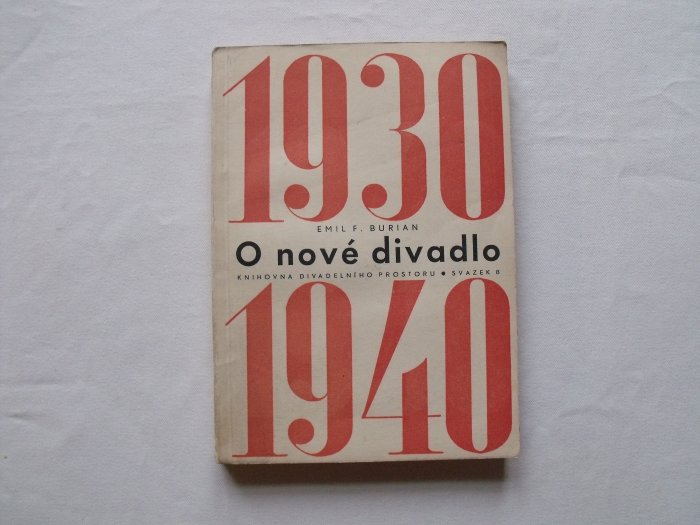 1930
EMIL F. BURIAN
O nové divadlo
KNIHOVNA DIVADELNÍHO PROSTORU • SVAZEK 8
1940